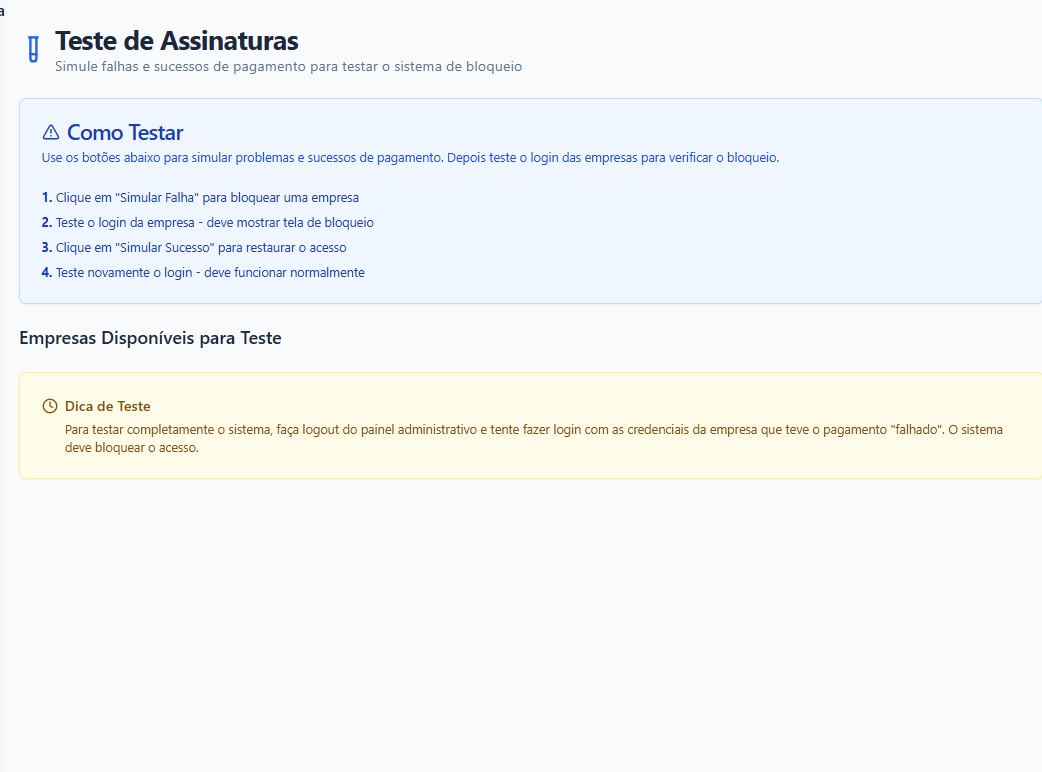 a
Teste de Assinaturas
Simule falhas e sucessos de pagamento para testar o sistema de bloqueio
Como Testar
Use os botões abaixo para simular problemas e sucessos de pagamento. Depois teste o login das empresas para verificar o bloqueio.
1. Clique em "Simular Falha" para bloquear uma empresa
2. Teste o login da empresa - deve mostrar tela de bloqueio
3. Clique em "Simular Sucesso" para restaurar o acesso
4. Teste novamente o login - deve funcionar normalmente
Empresas Disponíveis para Teste
Dica de Teste
Para testar completamente o sistema, faça logout do painel administrativo e tente fazer login com as credenciais da empresa que teve o pagamento "falhado". O sistema
deve bloquear o acesso.